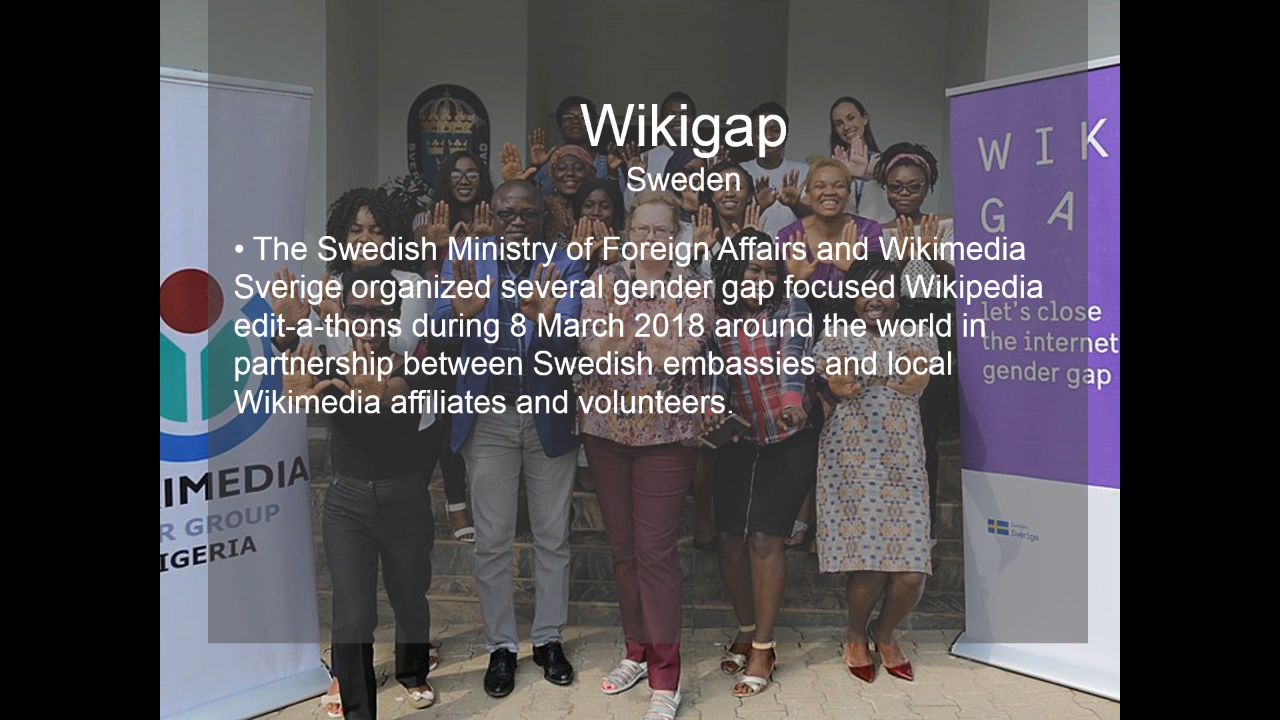 Wikigap
Sweden
• The Swedish Ministry of Foreign Affairs and Wikimedia
Sverige organized several gender gap focused Wikipedia
edit-a-thons during 8 March 2018 around the world in
partnership between Swedish embassies and local
Wikimedia affiliates and volunteers.
IMEDIA
R GROUP
IGERIA
WIK
GA
let's close
the internet
gender gap
Sweden
Sverige